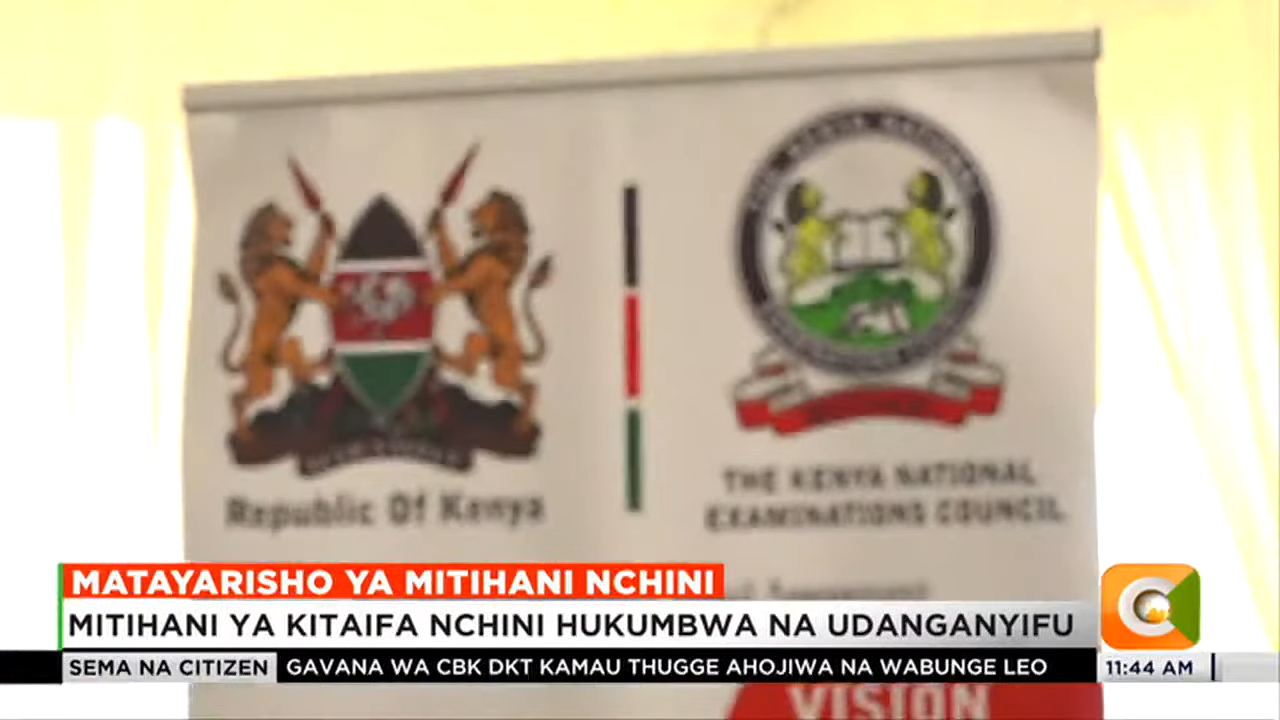 Republic Of Kenya
THE KENYA NATIONAL
EXAMINATIONS COUNCIL
MATAYARISHO YA MITIHANI NCHINI
MITIHANI YA KITAIFA NCHINI HUKUMBWA NA UDANGANYIFU
SEMA NA CITIZEN
GAVANA WA CBK DKT KAMAU THUGGE AHOJIWA NA WABUNGE LEO
11:44 AM
VISION